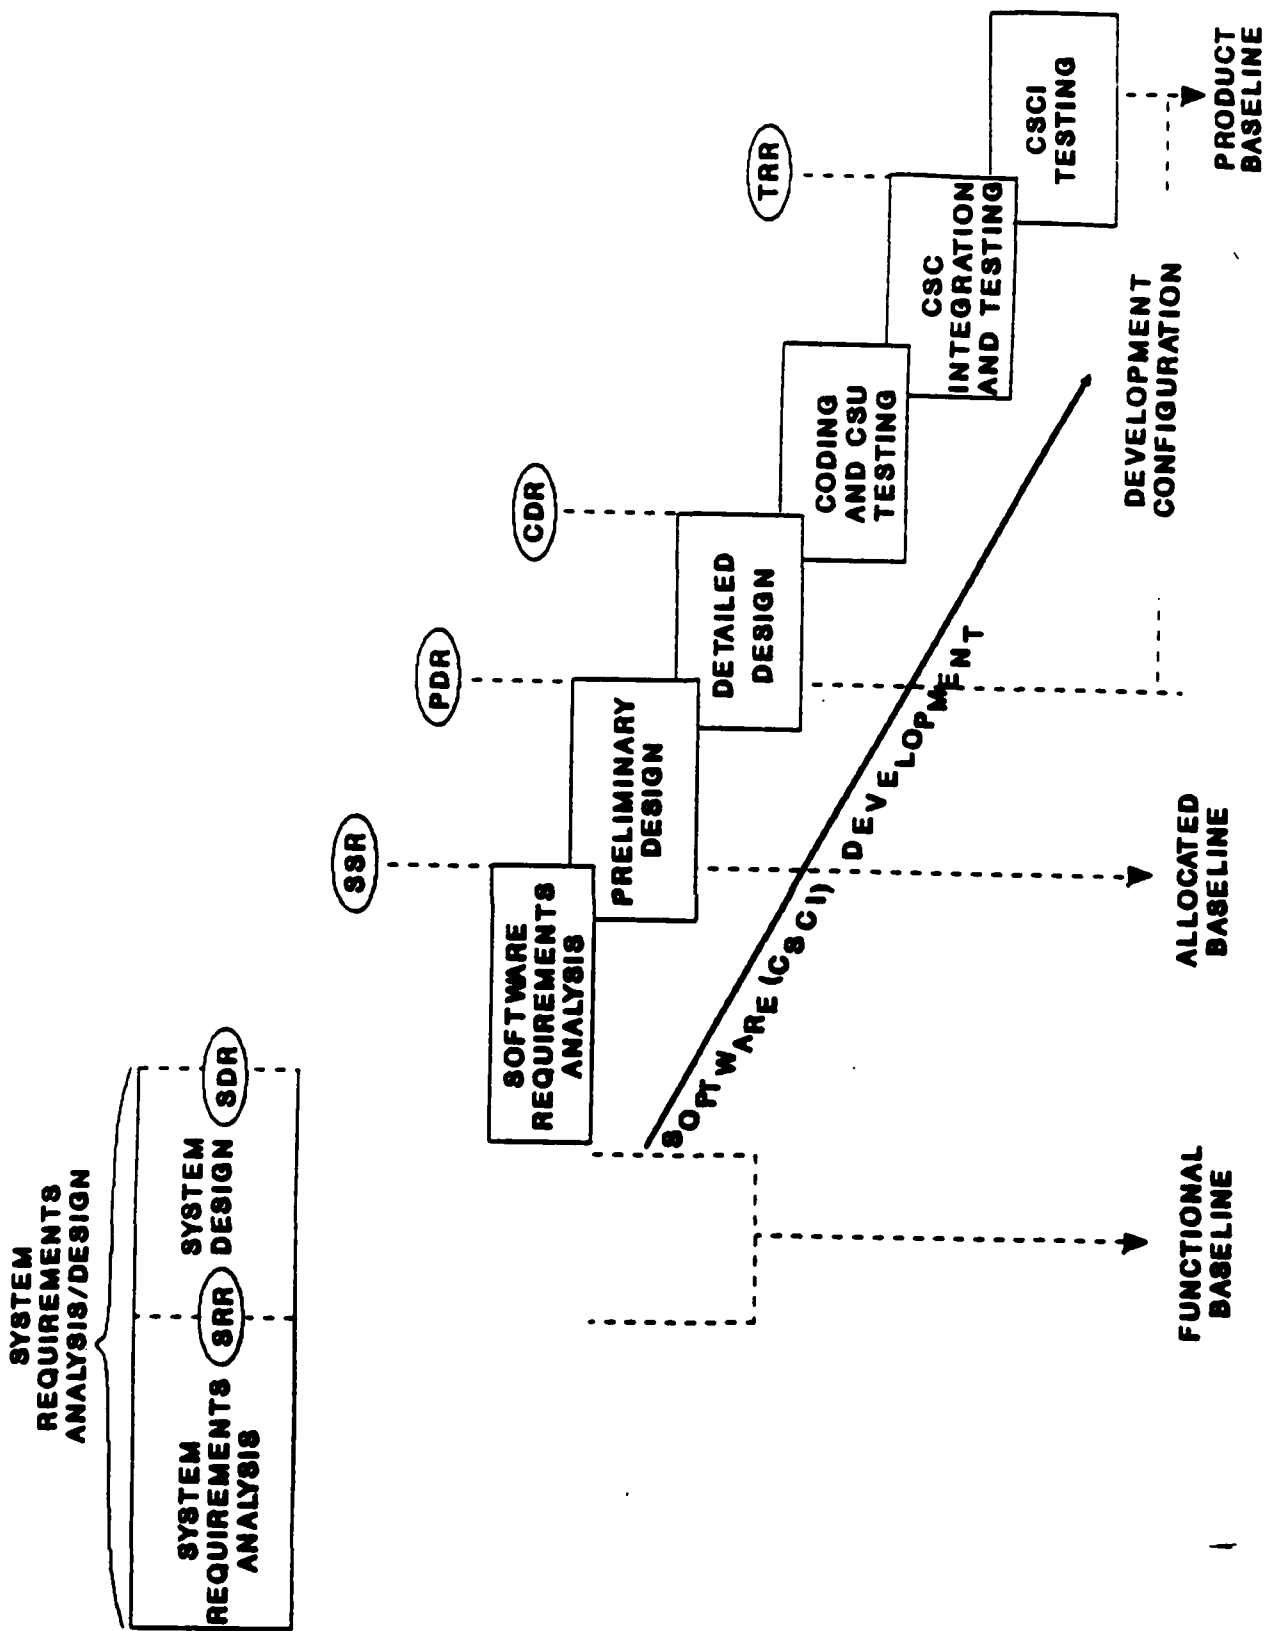 SYSTEM
REQUIREMENTS
ANALYSIS/DESIGN
SYSTEM
REQUIREMENTS
ANALYSIS
SRR
SYSTEM
DESIGN
SDR
SSR
PDR
CDR
TRR
SOFTWARE
REQUIREMENTS
ANALYSIS
PRELIMINARY
DESIGN
DETAILED
DESIGN
CODING
AND CSU
TESTING
CSC
INTEGRATION
AND TESTING
CSCI
TESTING
SOFTWARE (CSCI) DEVELOPMENT
FUNCTIONAL
BASELINE
ALLOCATED
BASELINE
DEVELOPMENT
CONFIGURATION
PRODUCT
BASELINE